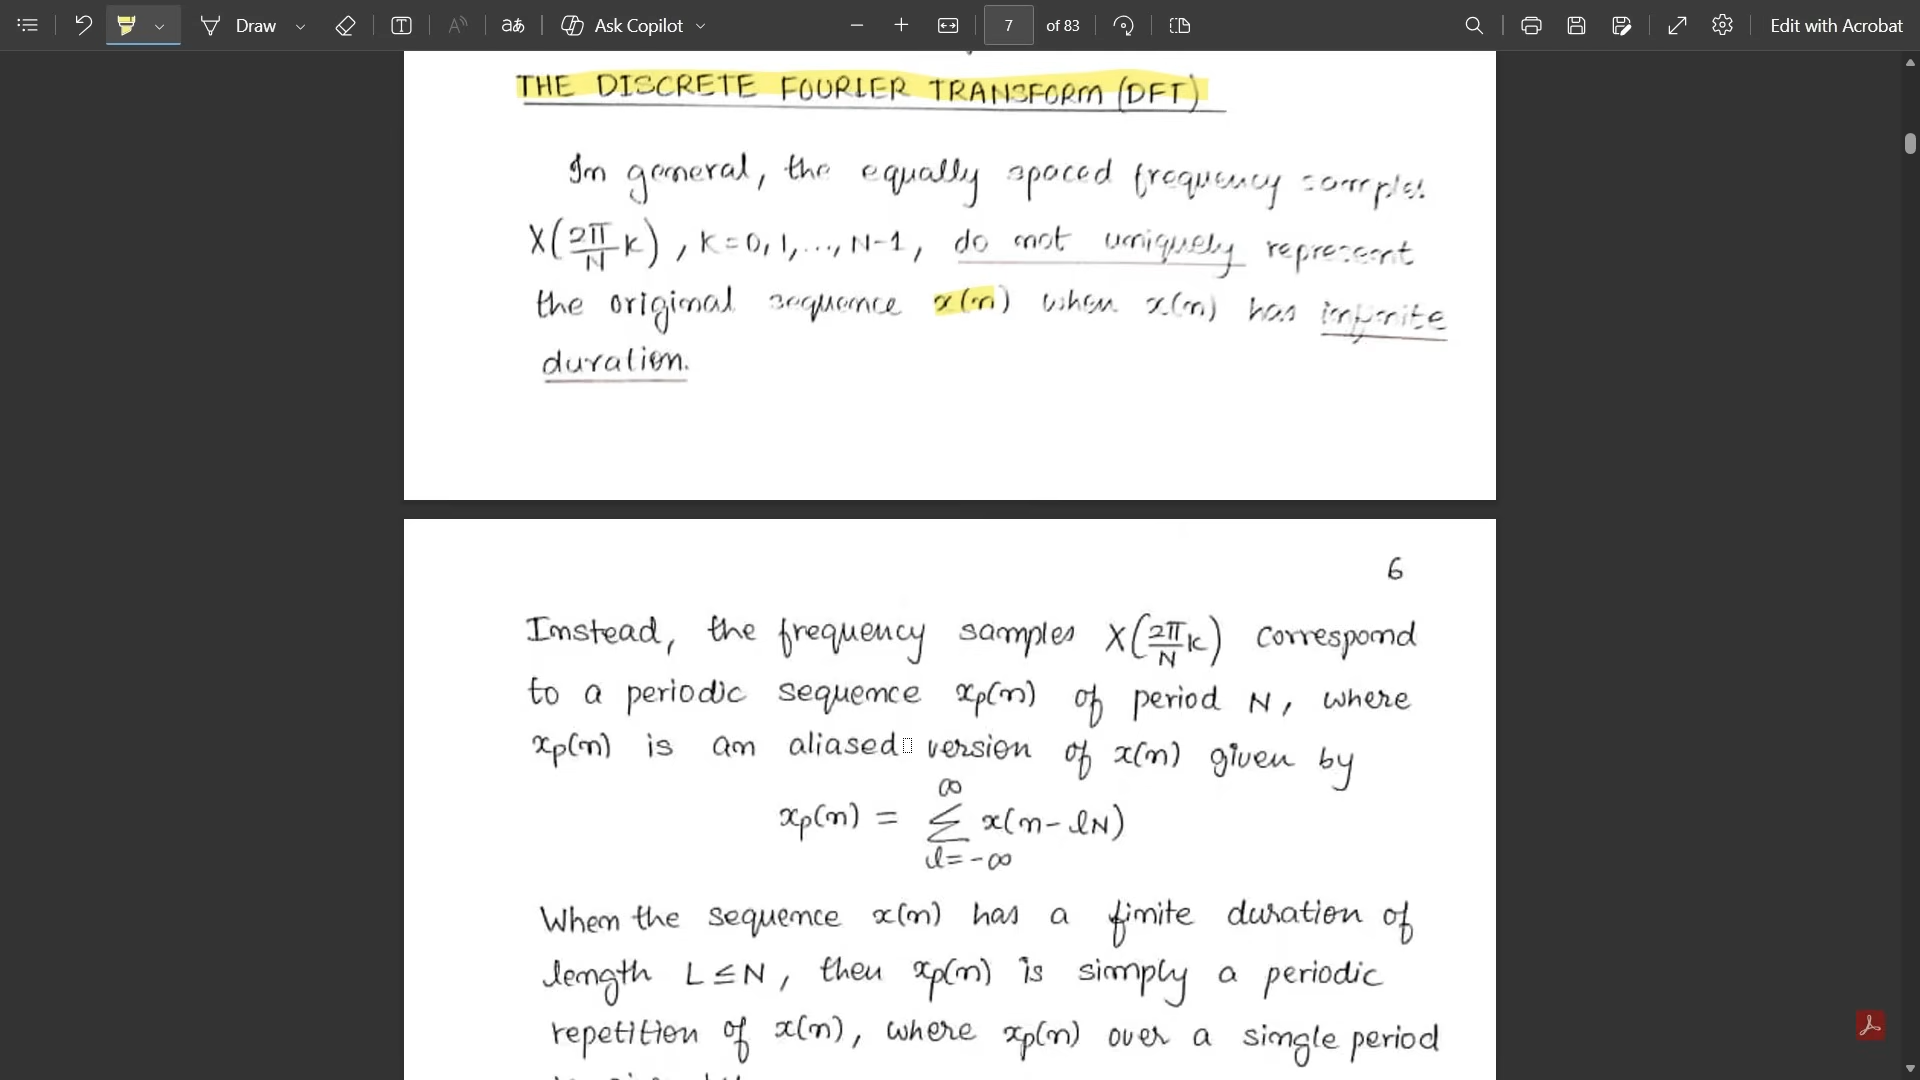 Draw
aあ
Ask Copilot
7 of 83
Edit with Acrobat
THE DISCRETE FOURIER TRANSFORM (DFT)
In general, the equally spaced frequency samples
X(2π/N k), k=0, 1, ..., N-1, do not uniquely represent
the original sequence x(n) when x(n) has infinite
duration.
6
Instead, the frequency samples X(2π/N k) correspond
to a periodic sequence xp(n) of period N, where
xp(n) is an aliased version of x(n) given by
∞
xp(n) = Σ x(n-lN)
l=-∞
When the sequence x(n) has a finite duration of
length L≤N, then xp(n) is simply a periodic
repetition of x(n), where xp(n) over a single period